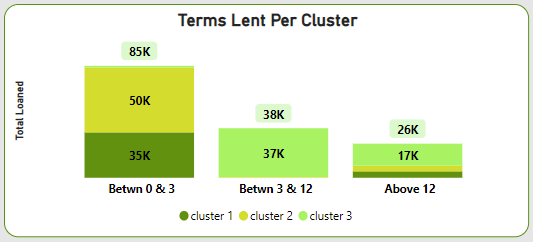 Terms Lent Per Cluster
Total Loaned
85K
50K
35K
38K
37K
26K
17K
Betwn 0 & 3
Betwn 3 & 12
Above 12
cluster 1
cluster 2
cluster 3